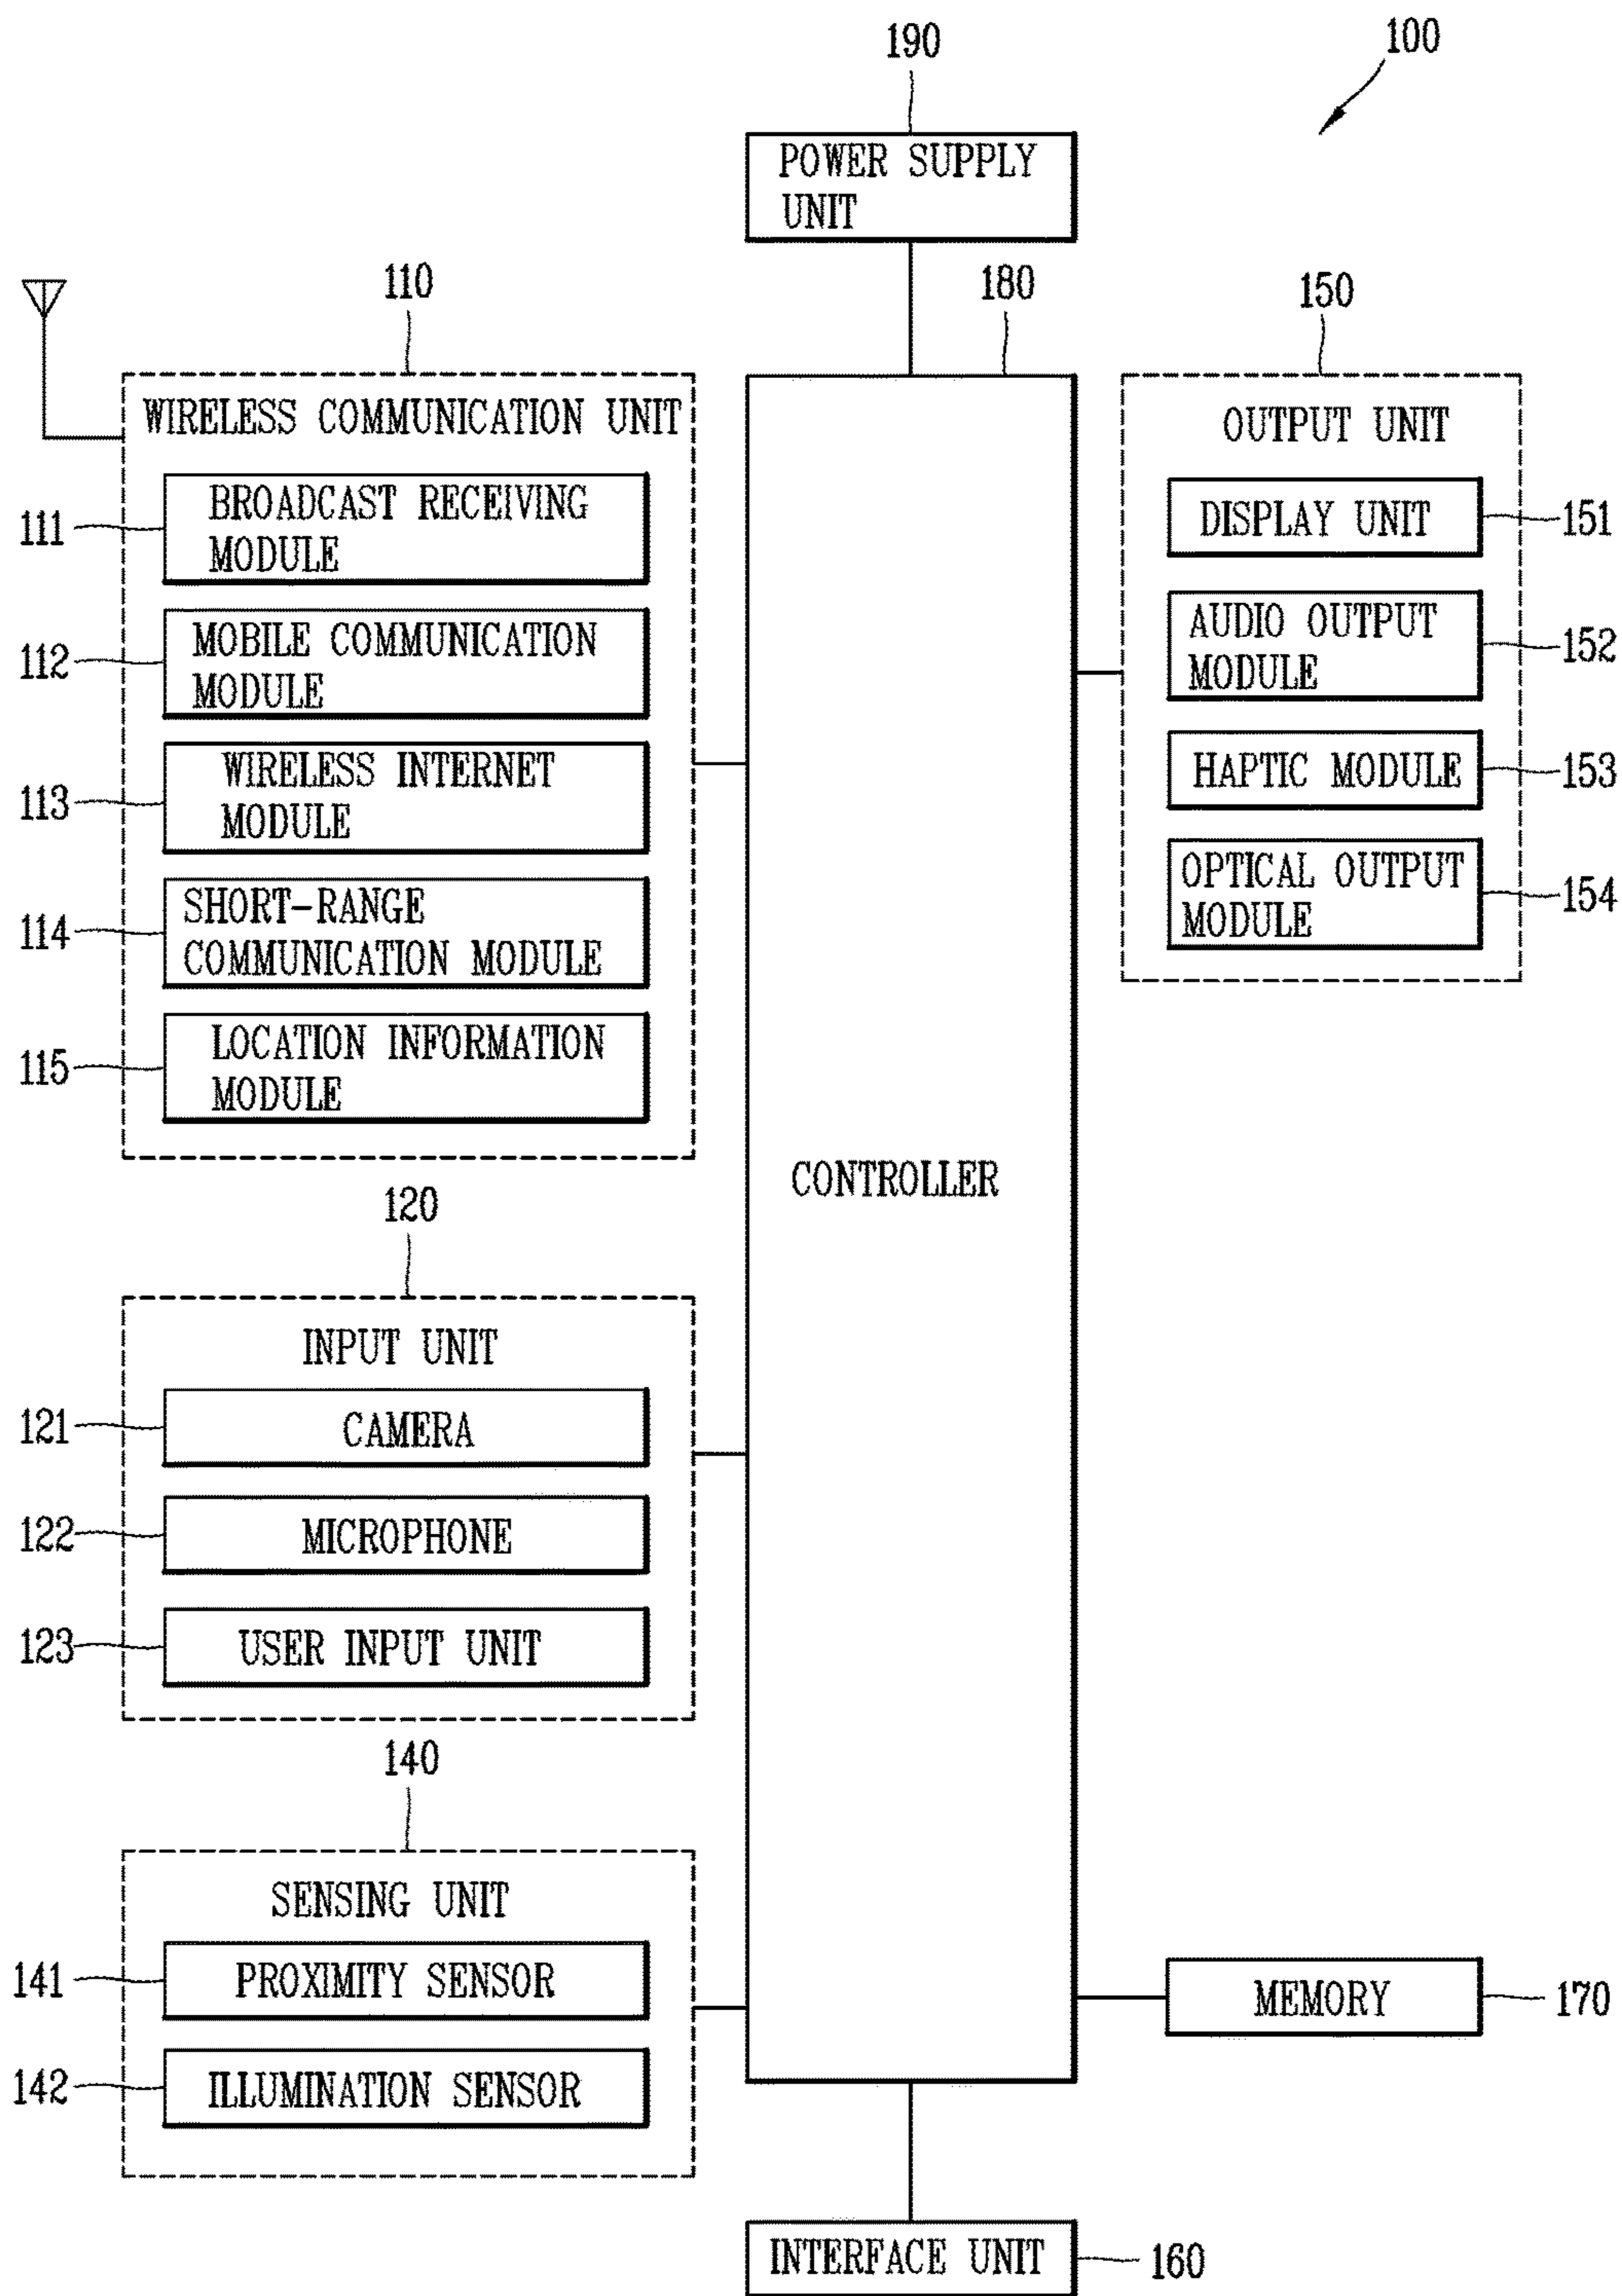 190
100
POWER SUPPLY
UNIT
110
180
150
WIRELESS COMMUNICATION UNIT
111
BROADCAST RECEIVING
MODULE
112
MOBILE COMMUNICATION
MODULE
113
WIRELESS INTERNET
MODULE
114
SHORT-RANGE
COMMUNICATION MODULE
115
LOCATION INFORMATION
MODULE
OUTPUT UNIT
DISPLAY UNIT
151
AUDIO OUTPUT
MODULE
152
HAPTIC MODULE
153
OPTICAL OUTPUT
MODULE
154
CONTROLLER
120
INPUT UNIT
121
CAMERA
122
MICROPHONE
123
USER INPUT UNIT
140
SENSING UNIT
141
PROXIMITY SENSOR
142
ILLUMINATION SENSOR
MEMORY
170
INTERFACE UNIT
160